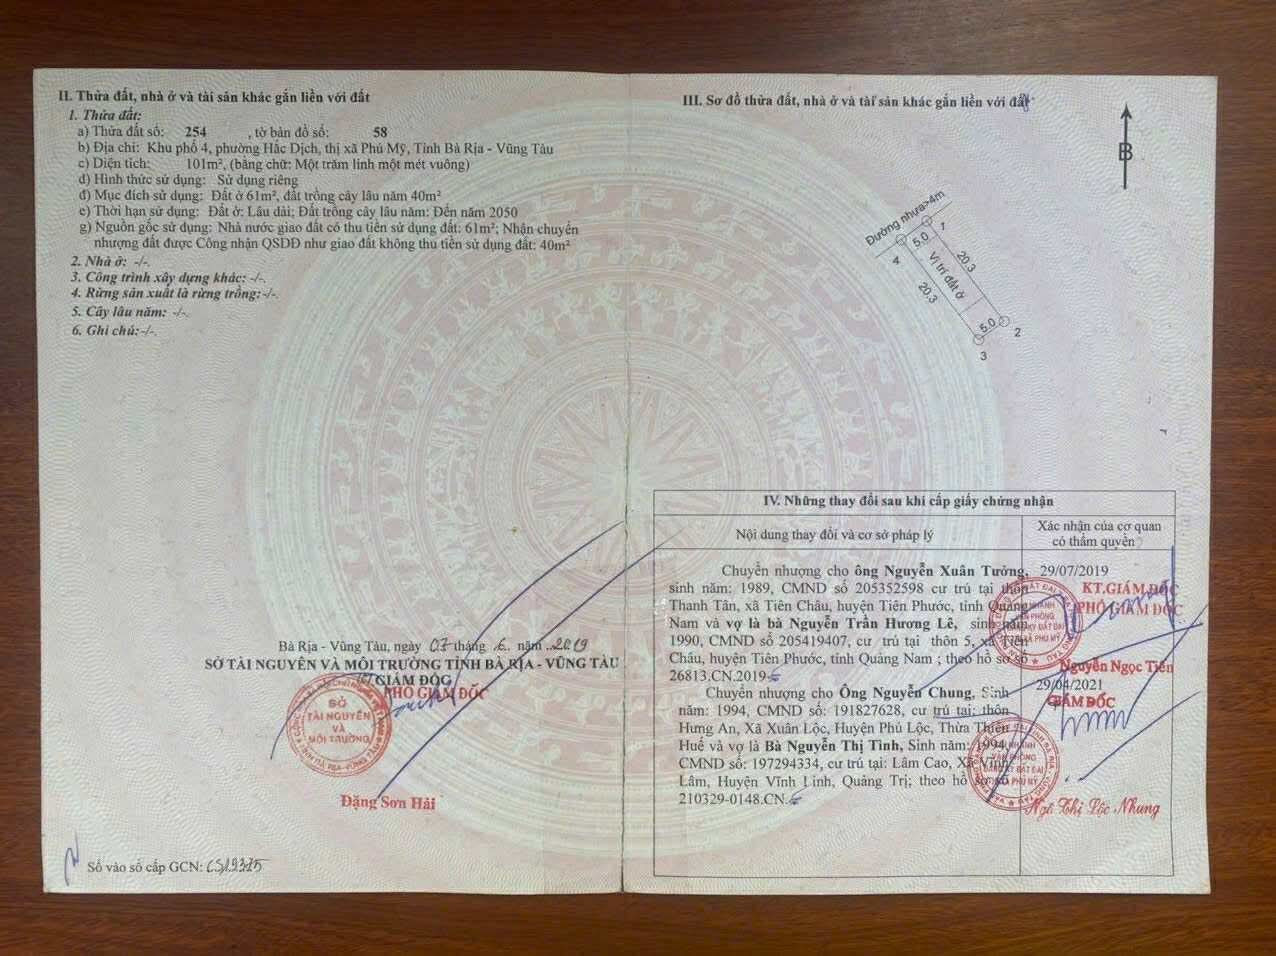 II. Thửa đất, nhà ở và tài sản khác gắn liền với đất
1. Thửa đất:
a) Thửa đất số: 254 , tờ bản đồ số: 58
b) Địa chỉ: Khu phố 4, phường Hắc Dịch, thị xã Phú Mỹ, Tỉnh Bà Rịa - Vũng Tàu
c) Diện tích: 101m², (bằng chữ: Một trăm linh một mét vuông)
d) Hình thức sử dụng: Sử dụng riêng
đ) Mục đích sử dụng: Đất ở 61m², đất trồng cây lâu năm 40m²
e) Thời hạn sử dụng: Đất ở: Lâu dài; Đất trồng cây lâu năm: Đến năm 2050
g) Nguồn gốc sử dụng: Nhà nước giao đất có thu tiền sử dụng đất: 61m²; Nhận chuyển
nhượng đất được Công nhận QSDĐ như giao đất không thu tiền sử dụng đất: 40m²
2. Nhà ở: -/-.
3. Công trình xây dựng khác: -/-.
4. Rừng sản xuất là rừng trồng:-/-.
5. Cây lâu năm: -/-.
6. Ghi chú:-/-.
Bà Rịa - Vũng Tàu, ngày 07 tháng 6 năm 2019
SỞ TÀI NGUYÊN VÀ MÔI TRƯỜNG TỈNH BÀ RỊA - VŨNG TÀU
GIÁM ĐỐC
PHÓ GIÁM ĐỐC
SỞ
TÀI NGUYÊN
VÀ
MÔI TRƯỜNG
Đặng Sơn Hải
Số vào sổ cấp GCN: CS19375
III. Sơ đồ thửa đất, nhà ở và tài sản khác gắn liền với đất
B
Đường nhựa>4m
1
5.0
4
20.3
Vị trí đất ở
20.3
5.0
2
3
IV. Những thay đổi sau khi cấp giấy chứng nhận
Nội dung thay đổi và cơ sở pháp lý
Xác nhận của cơ quan
có thẩm quyền
Chuyển nhượng cho ông Nguyễn Xuân Tưởng,
sinh năm: 1989, CMND số 205352598 cư trú tại thôn
Thanh Tân, xã Tiên Châu, huyện Tiên Phước, tỉnh Quảng
Nam và vợ là bà Nguyễn Trần Hương Lê, sinh năm
1990, CMND số 205419407, cư trú tại thôn 5, xã Tiên
Châu, huyện Tiên Phước, tỉnh Quảng Nam ; theo hồ sơ số
26813.CN.2019
29/07/2019
KT.GIÁM ĐỐC
PHÓ GIÁM ĐỐC
Nguyễn Ngọc Tiên
Chuyển nhượng cho Ông Nguyễn Chung, Sinh
năm: 1994, CMND số: 191827628, cư trú tại: thôn
Hưng An, Xã Xuân Lộc, Huyện Phú Lộc, Thừa Thiên
Huế và vợ là Bà Nguyễn Thị Tình, Sinh năm: 1994,
CMND số: 197294334, cư trú tại: Lâm Cao, Xã Vĩnh
Lâm, Huyện Vĩnh Linh, Quảng Trị; theo hồ sơ số
210329-0148.CN
29/04/2021
GIÁM ĐỐC
Ngô Thị Lộc Nhung